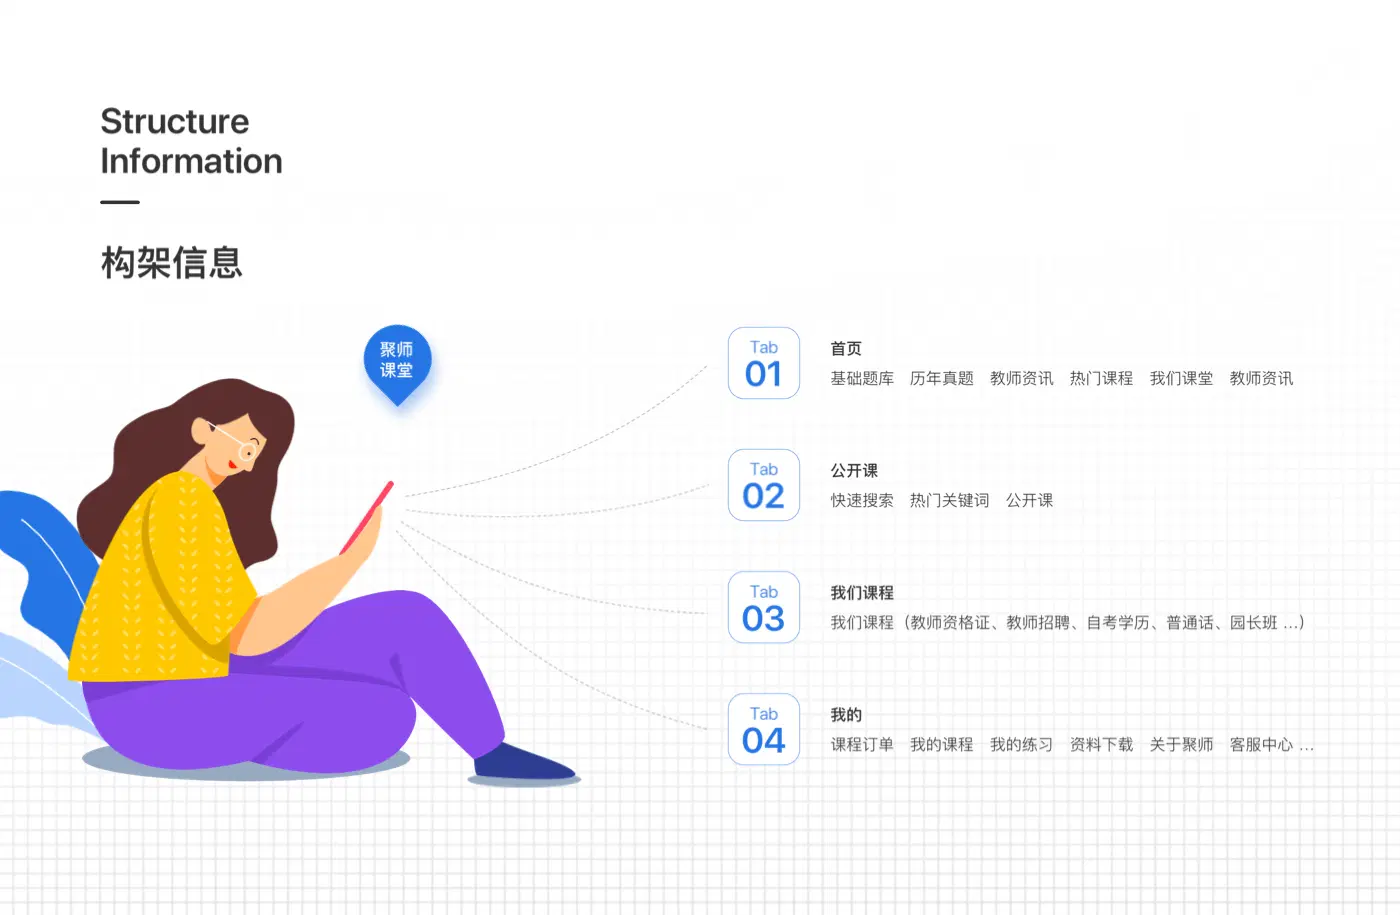 Structure
Information
构架信息
聚师
课堂
Tab
01
首页
基础题库 历年真题 教师资讯 热门课程 我们课堂 教师资讯
Tab
02
公开课
快速搜索 热门关键词 公开课
Tab
03
我们课程
我们课程（教师资格证、教师招聘、自考学历、普通话、园长班 ...）
Tab
04
我的
课程订单 我的课程 我的练习 资料下载 关于聚师 客服中心 ...